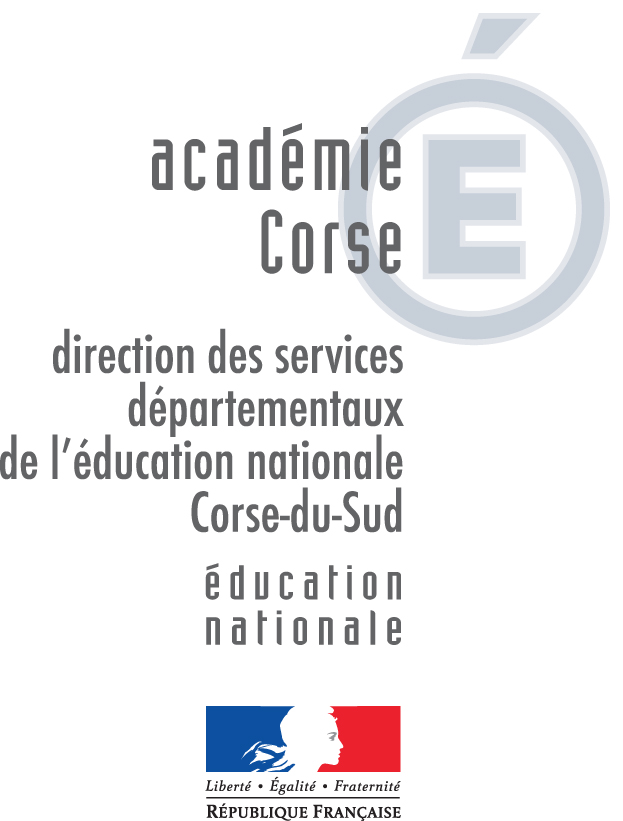 É
académie
Corse
direction des services
départementaux
de l'éducation nationale
Corse-du-Sud
éducation
nationale
Liberté • Égalité • Fraternité
RÉPUBLIQUE FRANÇAISE